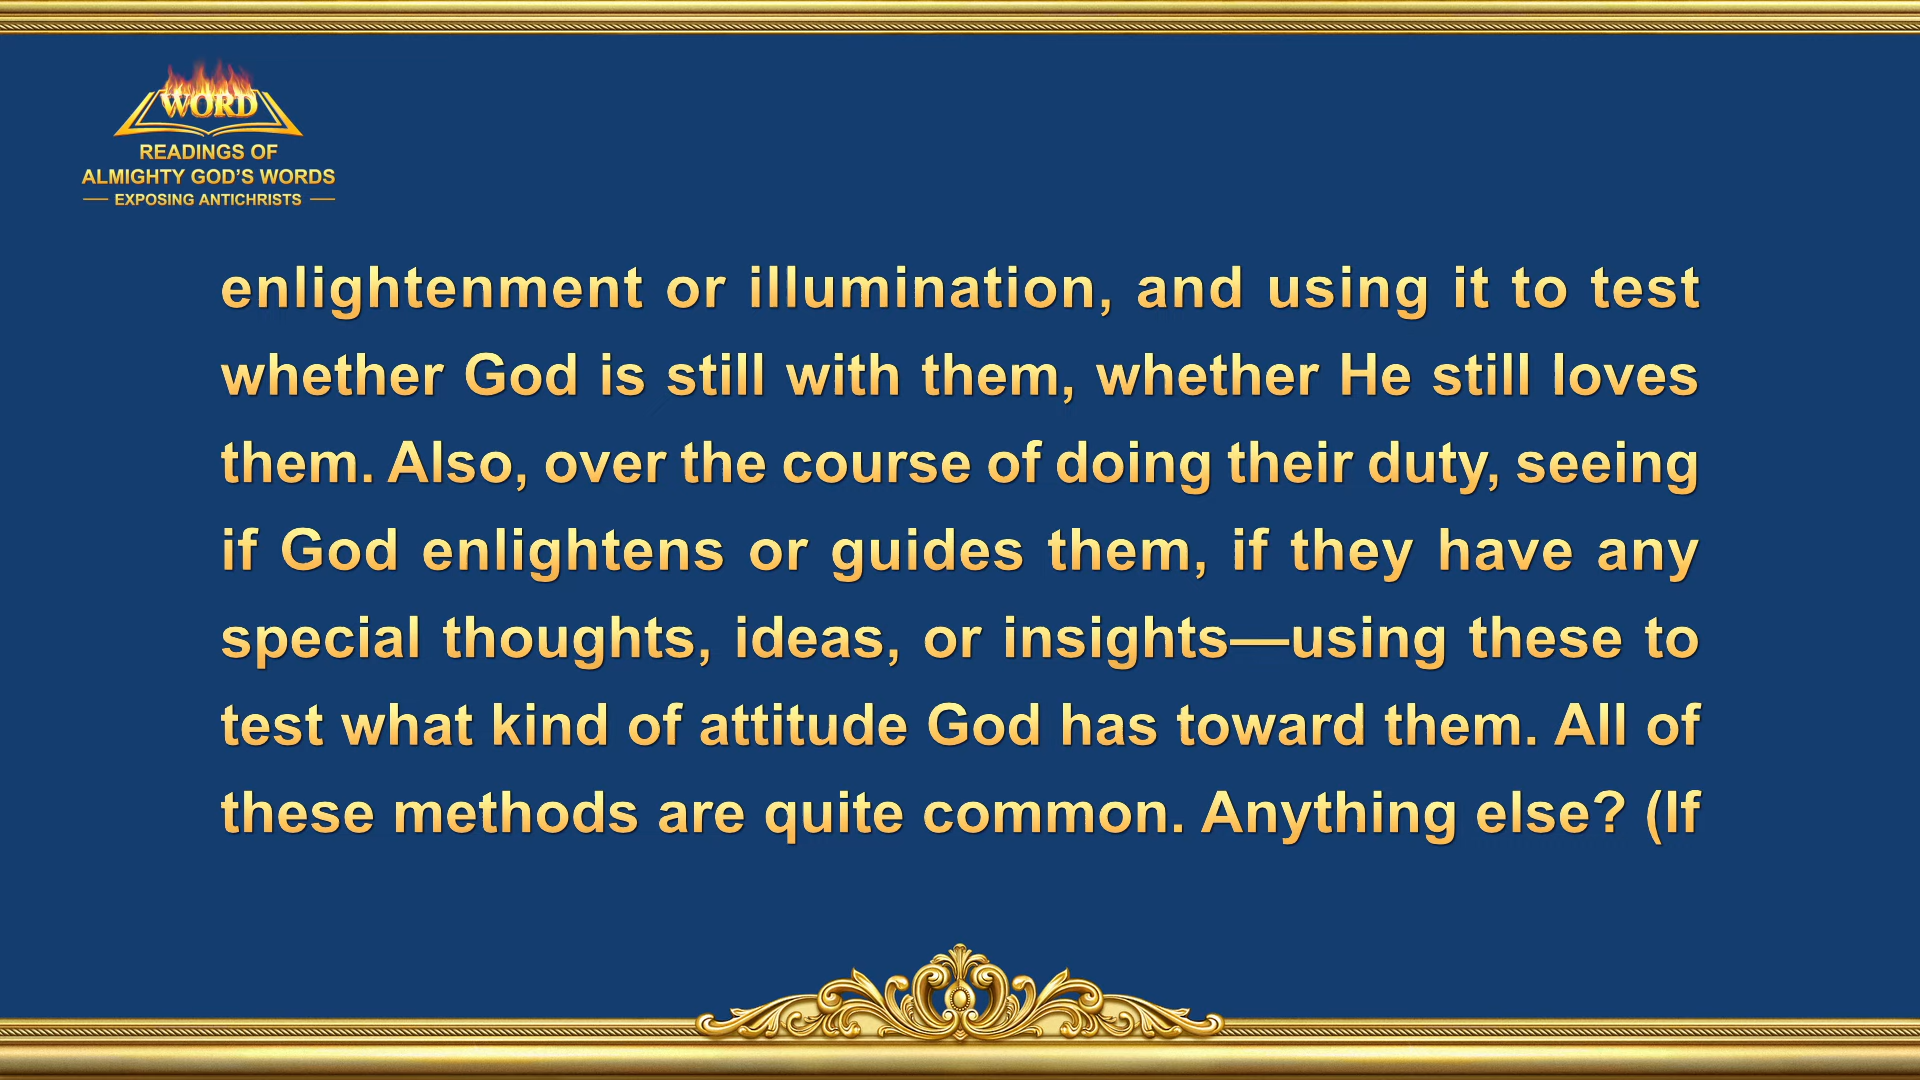 WORD
READINGS OF
ALMIGHTY GOD'S WORDS
EXPOSING ANTICHRISTS
enlightenment or illumination, and using it to test
whether God is still with them, whether He still loves
them. Also, over the course of doing their duty, seeing
if God enlightens or guides them, if they have any
special thoughts, ideas, or insights—using these to
test what kind of attitude God has toward them. All of
these methods are quite common. Anything else? (If